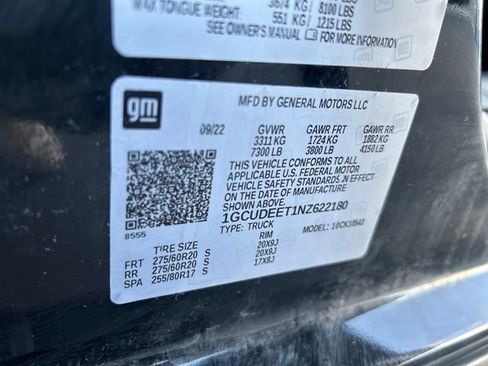 MAX TONGUE WEIGHT 3674 KG/ 8100 LBS
551 KG/ 1215 LBS
SEE OWNER'S MANUAL FOR MORE INFORMATION
gm
MFD BY GENERAL MOTORS LLC
09/22 GVWR GAWR FRT GAWR RR
3311 KG 1724 KG 1882 KG
7300 LB 3800 LB 4150 LB
THIS VEHICLE CONFORMS TO ALL
APPLICABLE U.S. FEDERAL MOTOR
VEHICLE SAFETY STANDARDS IN EFFECT
ON THE DATE OF MANUFACTURE
SHOWN ABOVE.
1GCUDEET1NZ622180
TYPE: TRUCK MODEL: 10CK10543
8555
TIRE SIZE RIM
FRT 275/60R20 S 20X9J
RR 275/60R20 S 20X9J
SPA 255/80R17 S 17X8J